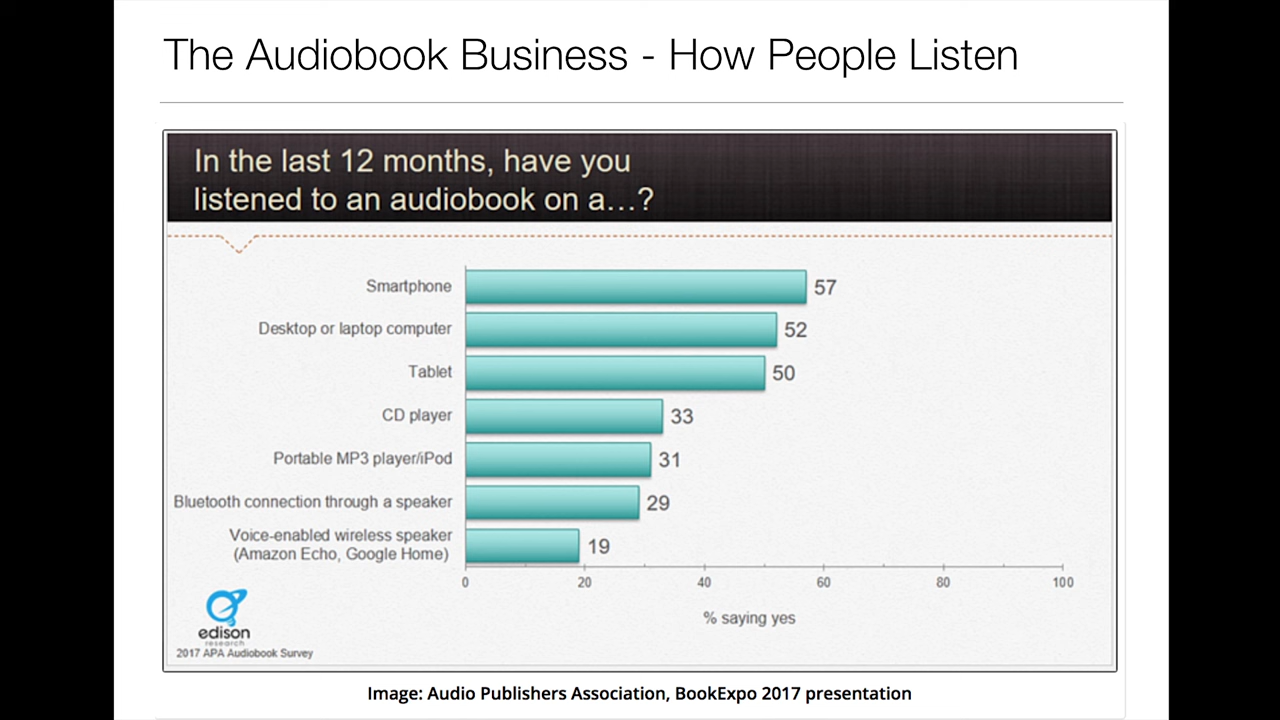 The Audiobook Business - How People Listen
In the last 12 months, have you
listened to an audiobook on a…?
Smartphone 57
Desktop or laptop computer 52
Tablet 50
CD player 33
Portable MP3 player/iPod 31
Bluetooth connection through a speaker 29
Voice-enabled wireless speaker
(Amazon Echo, Google Home) 19
0 20 40 60 80 100
% saying yes
edison
research
2017 APA Audiobook Survey
Image: Audio Publishers Association, BookExpo 2017 presentation